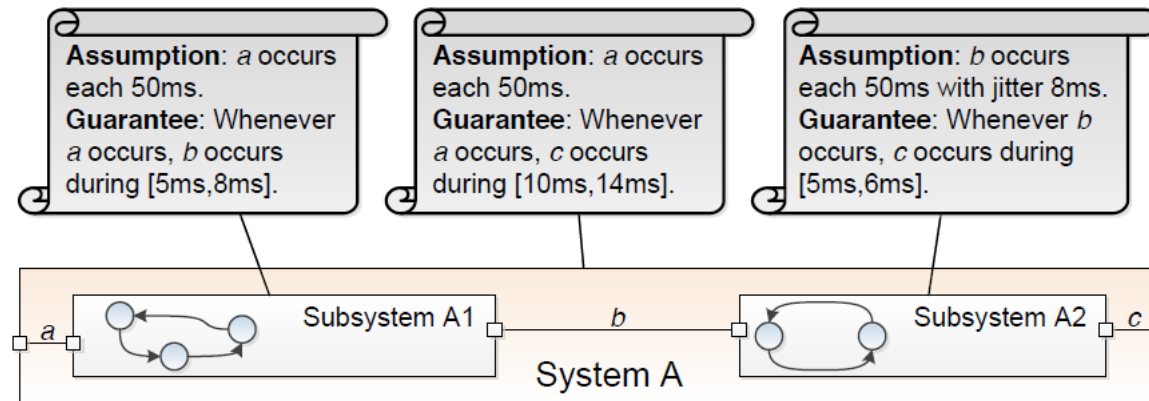 Assumption: a occurs
each 50ms.
Guarantee: Whenever
a occurs, b occurs
during [5ms,8ms].
Assumption: a occurs
each 50ms.
Guarantee: Whenever
a occurs, c occurs
during [10ms,14ms].
Assumption: b occurs
each 50ms with jitter 8ms.
Guarantee: Whenever b
occurs, c occurs during
[5ms,6ms].
a
Subsystem A1
b
Subsystem A2
c
System A